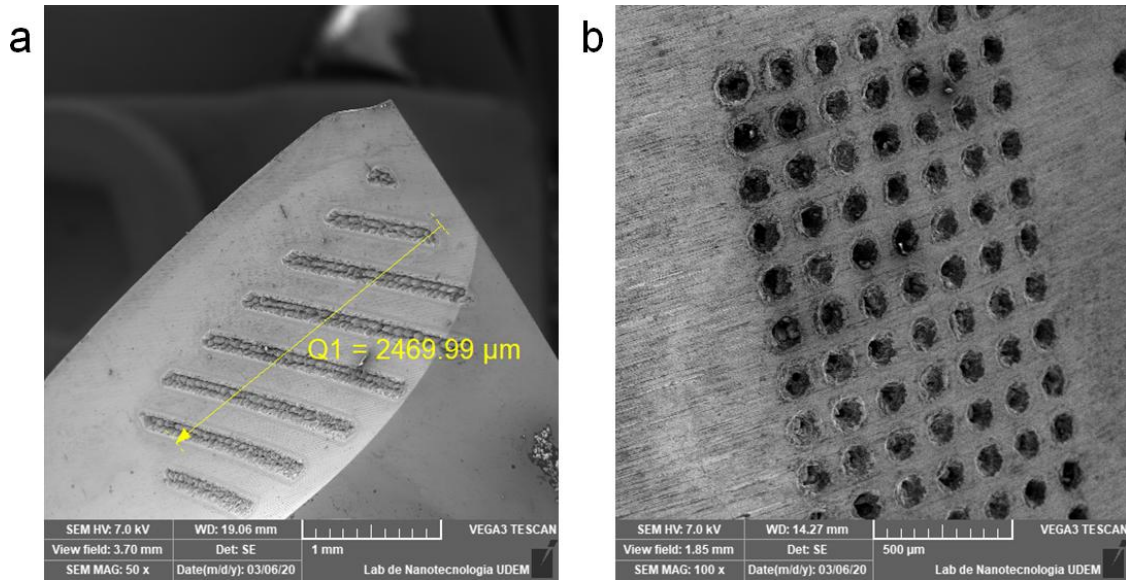 a
b
Q1 = 2469.99 µm
SEM HV: 7.0 kV
WD: 19.06 mm
VEGA3 TESCAN
View field: 3.70 mm
Det: SE
1 mm
SEM MAG: 50 x
Date(m/d/y): 03/06/20
Lab de Nanotecnologia UDEM
SEM HV: 7.0 kV
WD: 14.27 mm
VEGA3 TESCAN
View field: 1.85 mm
Det: SE
500 µm
SEM MAG: 100 x
Date(m/d/y): 03/06/20
Lab de Nanotecnologia UDEM